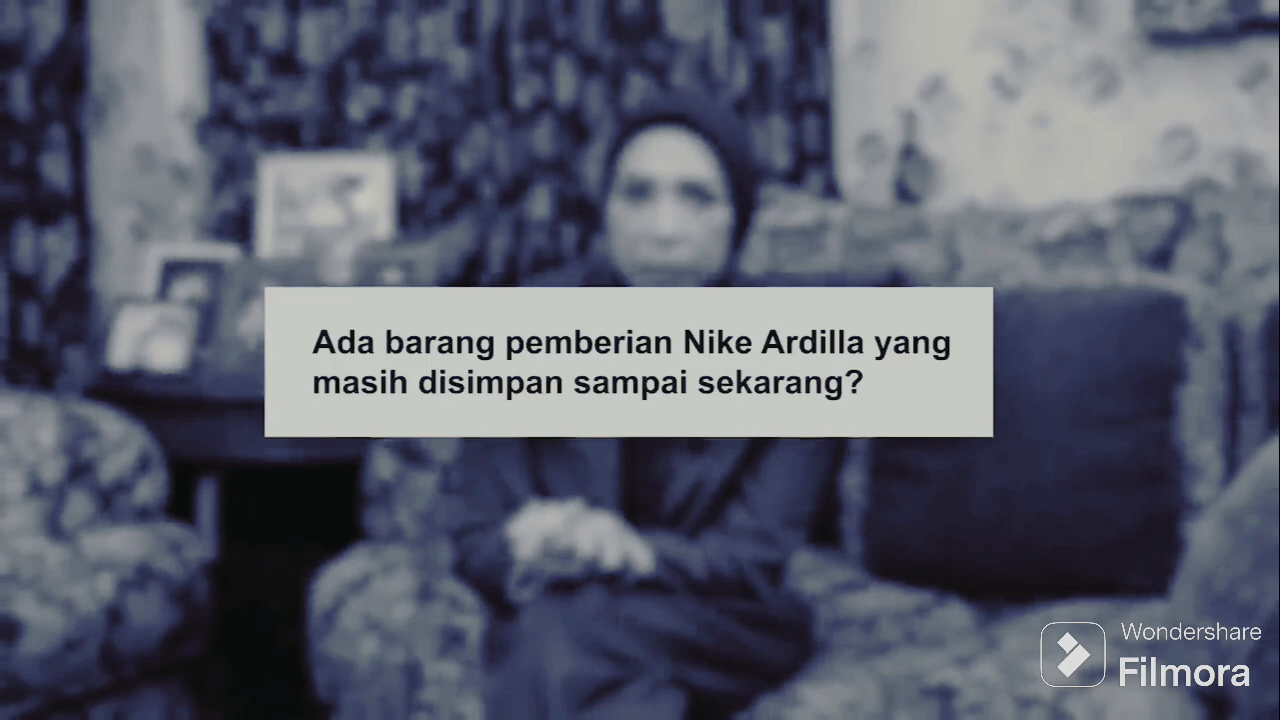 Ada barang pemberian Nike Ardilla yang
masih disimpan sampai sekarang?
Wondershare
Filmora